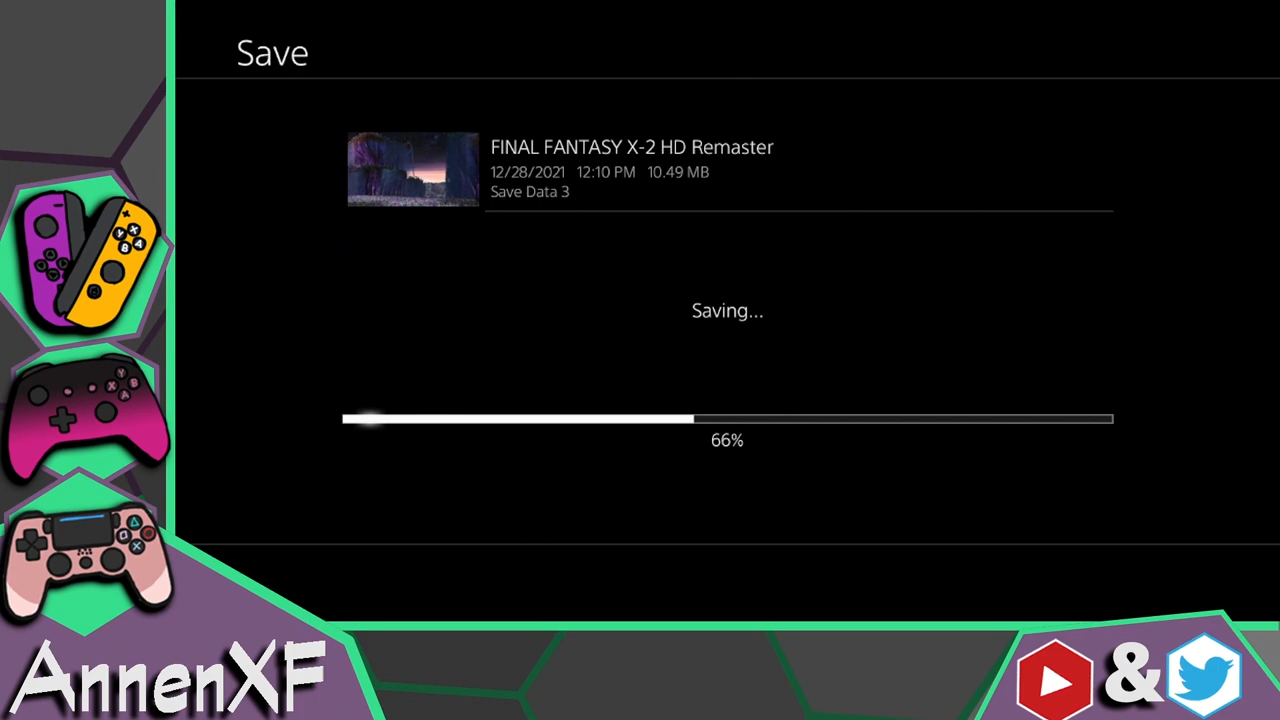 Save
FINAL FANTASY X-2 HD Remaster
12/28/2021 12:10 PM 10.49 MB
Save Data 3
Saving...
66%
X
Y A
B
Y
X B
A
AnnenXF
&